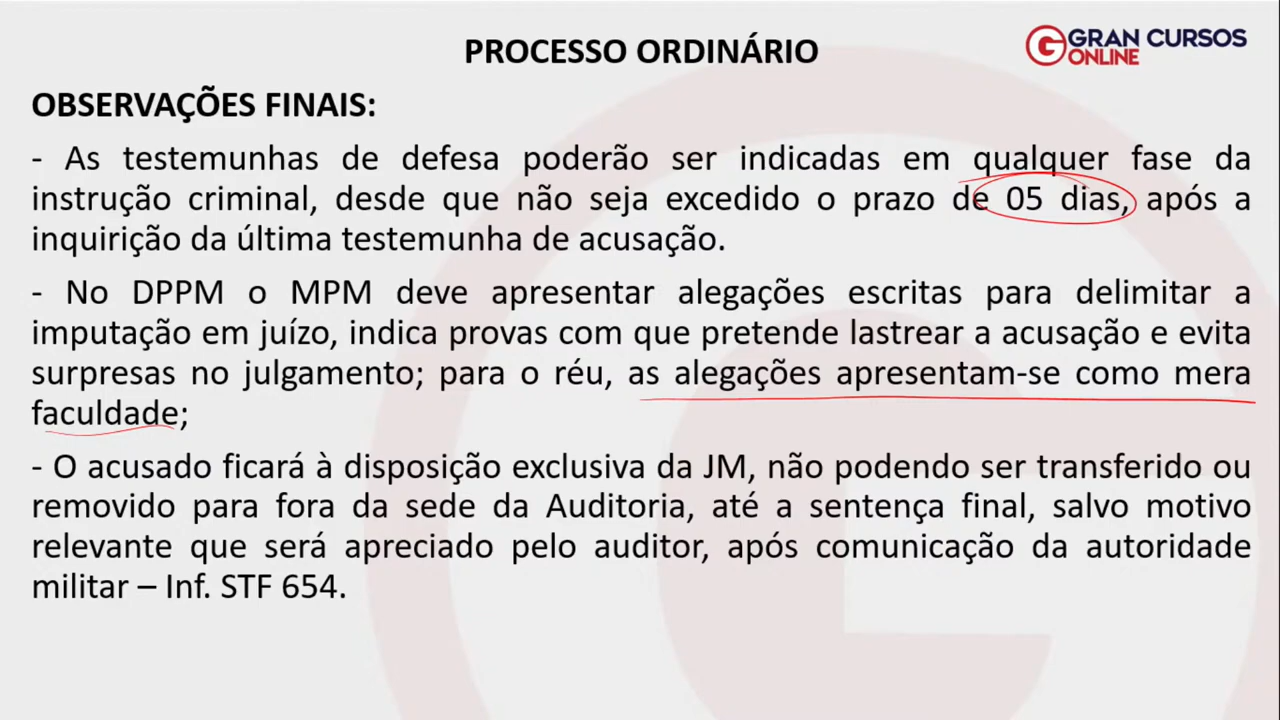 PROCESSO ORDINÁRIO
GRAN CURSOS
ONLINE
OBSERVAÇÕES FINAIS:
- As testemunhas de defesa poderão ser indicadas em qualquer fase da
instrução criminal, desde que não seja excedido o prazo de 05 dias, após a
inquirição da última testemunha de acusação.
- No DPPM o MPM deve apresentar alegações escritas para delimitar a
imputação em juízo, indica provas com que pretende lastrear a acusação e evita
surpresas no julgamento; para o réu, as alegações apresentam-se como mera
faculdade;
- O acusado ficará à disposição exclusiva da JM, não podendo ser transferido ou
removido para fora da sede da Auditoria, até a sentença final, salvo motivo
relevante que será apreciado pelo auditor, após comunicação da autoridade
militar – Inf. STF 654.